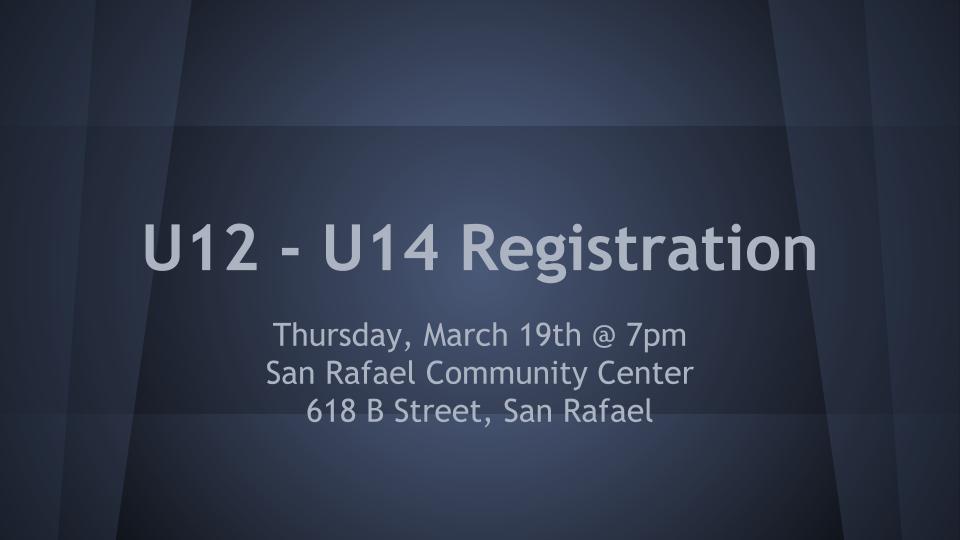 U12 - U14 Registration
Thursday, March 19th @ 7pm
San Rafael Community Center
618 B Street, San Rafael